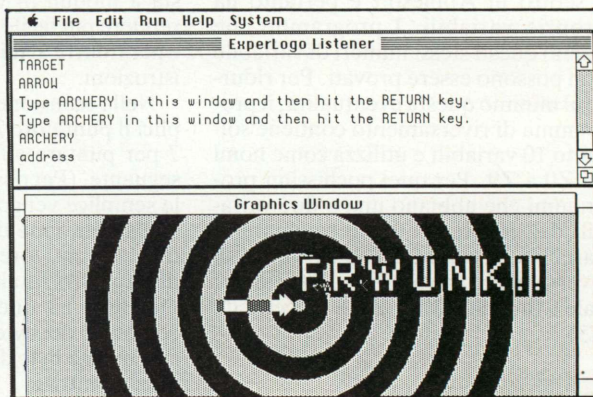 File Edit Run Help System
ExperLogo Listener
TARGET
ARROW
Type ARCHERY in this window and then hit the RETURN key.
Type ARCHERY in this window and then hit the RETURN key.
ARCHERY
address
Graphics Window
FRWUNK!!